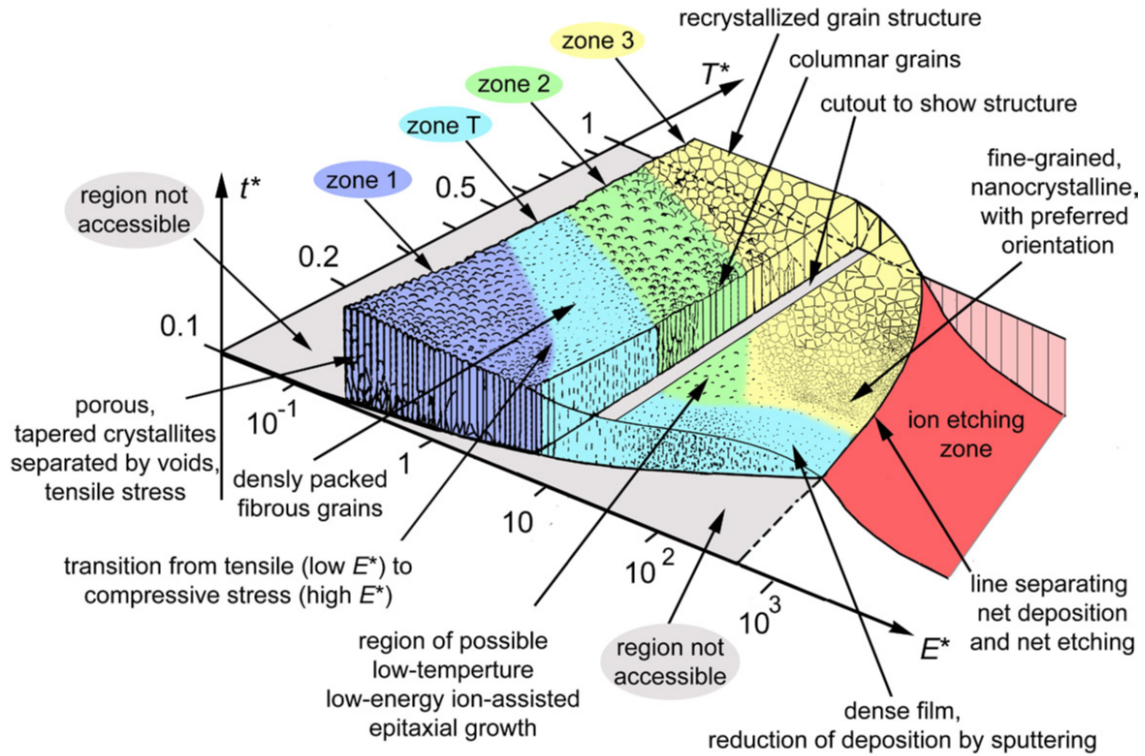 recrystallized grain structure
columnar grains
cutout to show structure
fine-grained,
nanocrystalline,
with preferred
orientation
zone 3
zone 2
zone T
zone 1
T*
1
0.5
0.2
0.1
t*
region not
accessible
porous,
tapered crystallites
separated by voids,
tensile stress
10-1
1
10
102
103
E*
densly packed
fibrous grains
transition from tensile (low E*) to
compressive stress (high E*)
region of possible
low-temperture
low-energy ion-assisted
epitaxial growth
region not
accessible
ion etching
zone
line separating
net deposition
and net etching
dense film,
reduction of deposition by sputtering